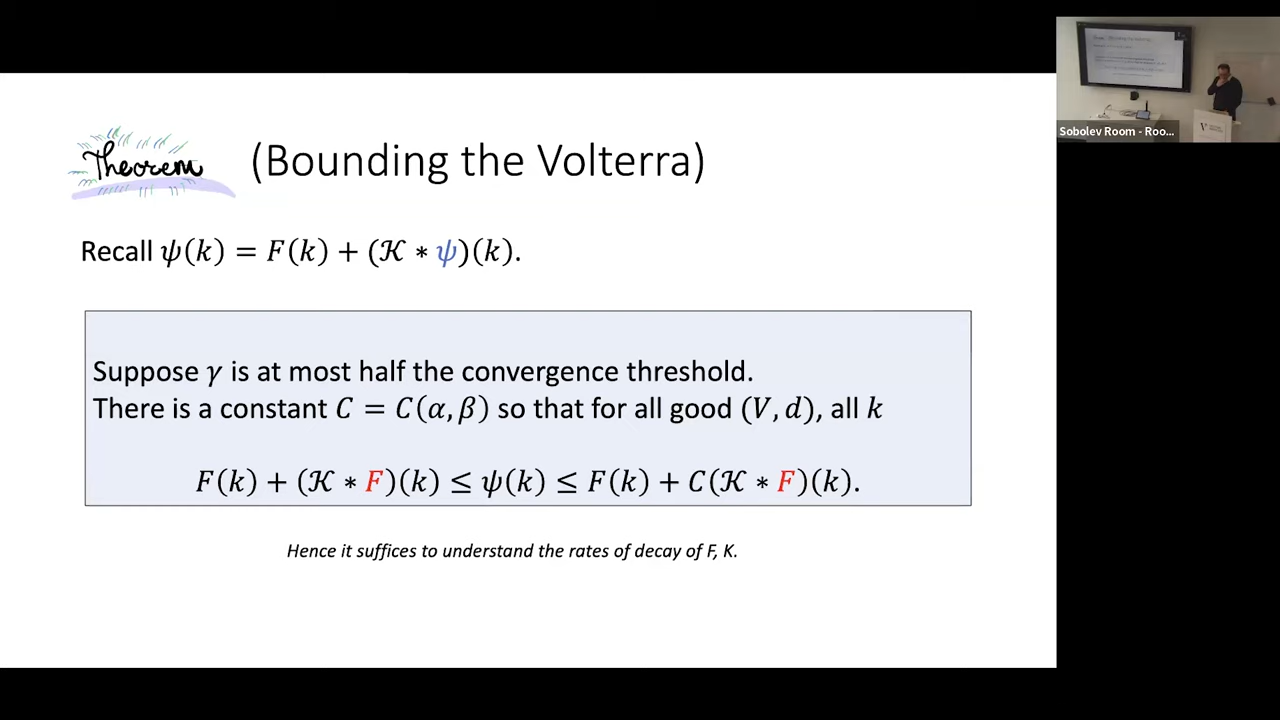 Theorem (Bounding the Volterra)
Recall ψ(k) = F(k) + (𝒦 ∗ ψ)(k).
Suppose γ is at most half the convergence threshold.
There is a constant C = C(α, β) so that for all good (V, d), all k
F(k) + (𝒦 ∗ F)(k) ≤ ψ(k) ≤ F(k) + C(𝒦 ∗ F)(k).
Hence it suffices to understand the rates of decay of F, K.
Sobolev Room - Roo...